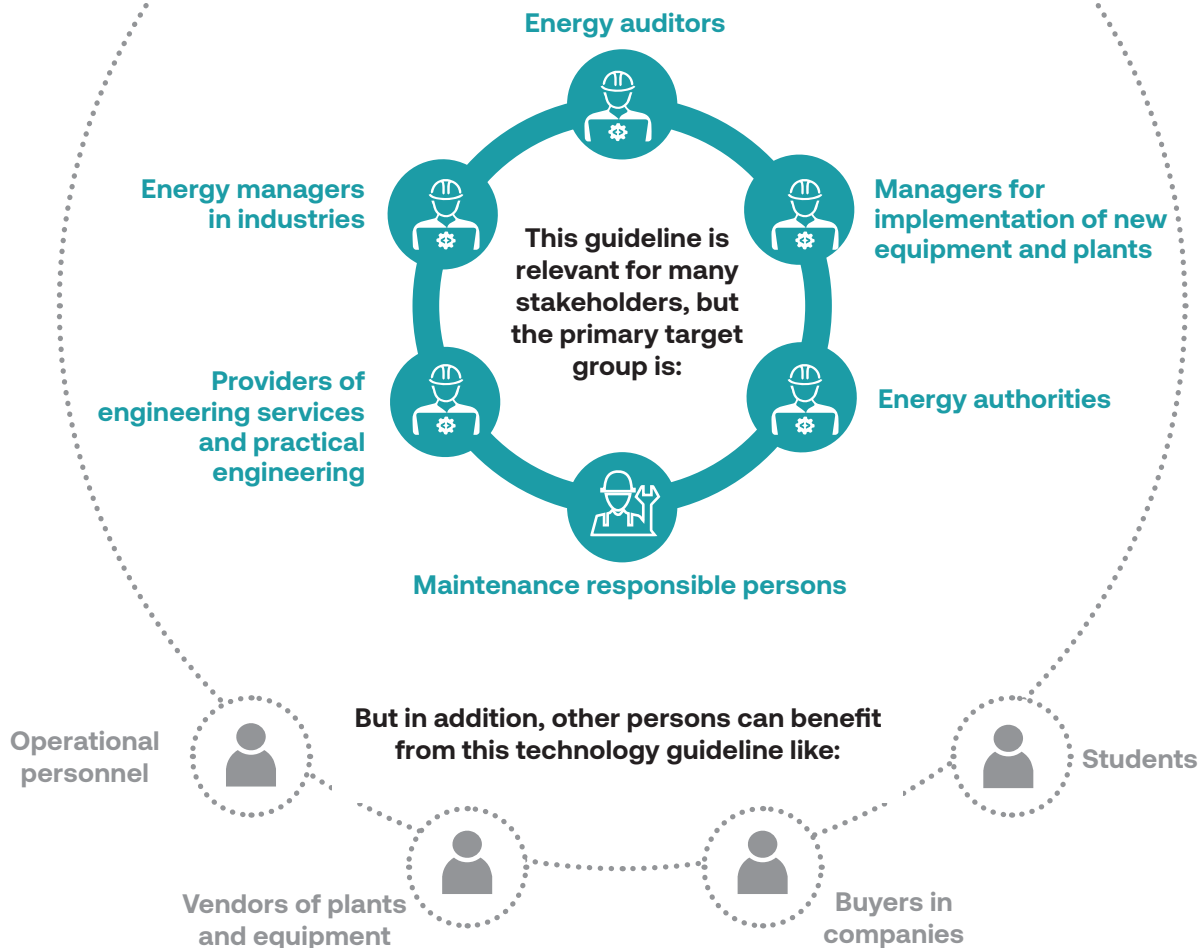 Energy auditors
Energy managers
in industries
Managers for
implementation of new
equipment and plants
This guideline is
relevant for many
stakeholders, but
the primary target
group is:
Providers of
engineering services
and practical
engineering
Energy authorities
Maintenance responsible persons
But in addition, other persons can benefit
from this technology guideline like:
Operational
personnel
Students
Vendors of plants
and equipment
Buyers in
companies